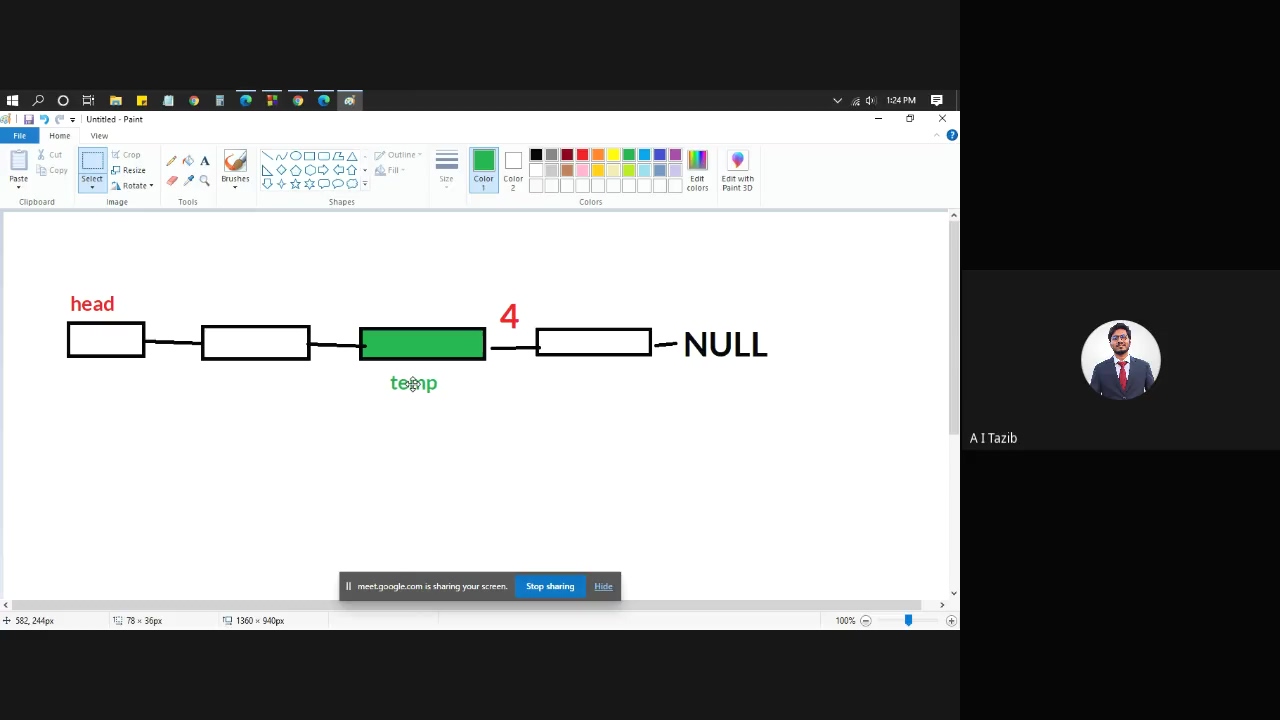 1:24 PM
Untitled - Paint
File Home View
Paste
Cut
Copy
Clipboard
Select
Crop
Resize
Rotate
Image
Tools
Brushes
Shapes
Outline
Fill
Size
Color 1
Color 2
Colors
Edit colors
Edit with Paint 3D
head
4
NULL
temp
A I Tazib
meet.google.com is sharing your screen. Stop sharing Hide
582, 244px 78 × 36px 1360 × 940px 100%